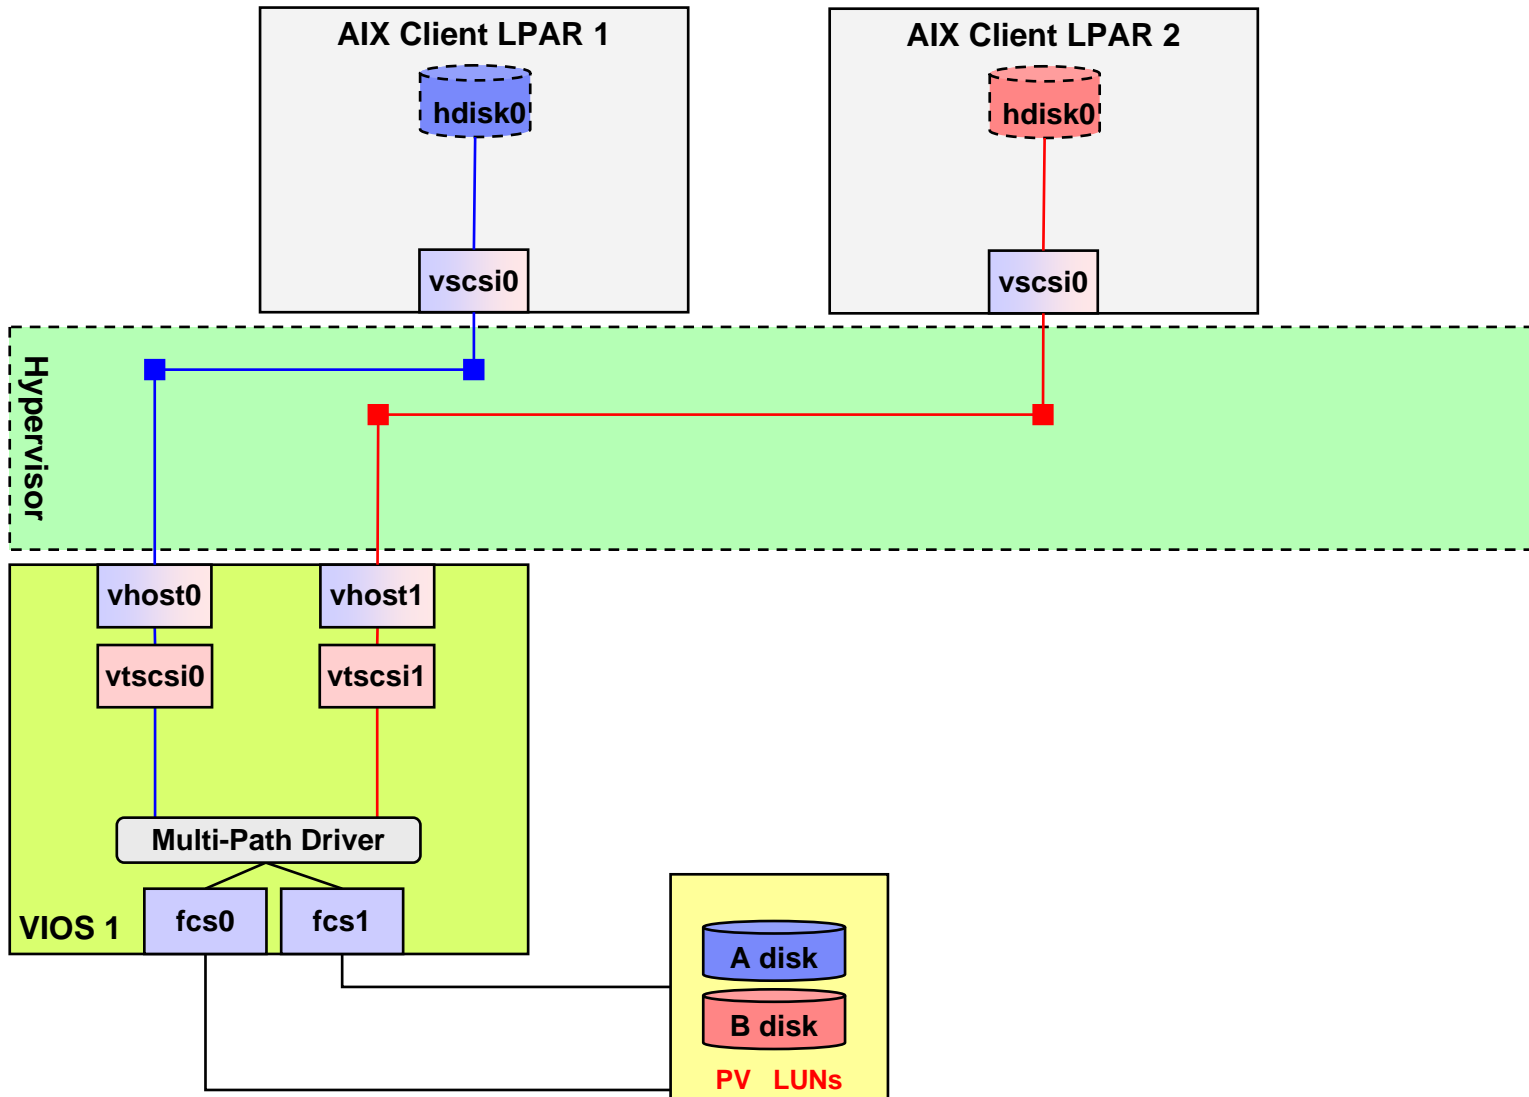 AIX Client LPAR 1
AIX Client LPAR 2
hdisk0
hdisk0
vscsi0
vscsi0
Hypervisor
vhost0
vhost1
vtscsi0
vtscsi1
Multi-Path Driver
VIOS 1
fcs0
fcs1
A disk
B disk
PV LUNs